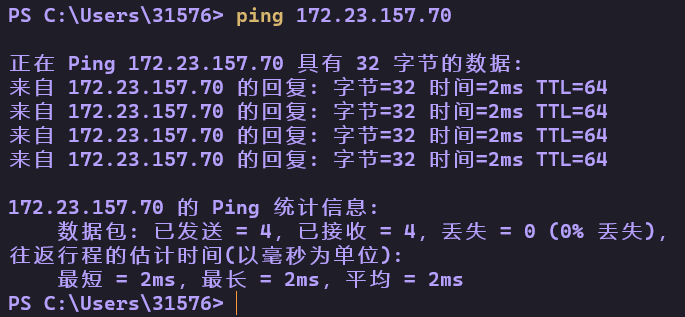 PS C:\Users\31576> ping 172.23.157.70
正在 Ping 172.23.157.70 具有 32 字节的数据:
来自 172.23.157.70 的回复: 字节=32 时间=2ms TTL=64
来自 172.23.157.70 的回复: 字节=32 时间=2ms TTL=64
来自 172.23.157.70 的回复: 字节=32 时间=2ms TTL=64
来自 172.23.157.70 的回复: 字节=32 时间=2ms TTL=64
172.23.157.70 的 Ping 统计信息:
数据包: 已发送 = 4, 已接收 = 4, 丢失 = 0 (0% 丢失),
往返行程的估计时间(以毫秒为单位):
最短 = 2ms, 最长 = 2ms, 平均 = 2ms
PS C:\Users\31576>